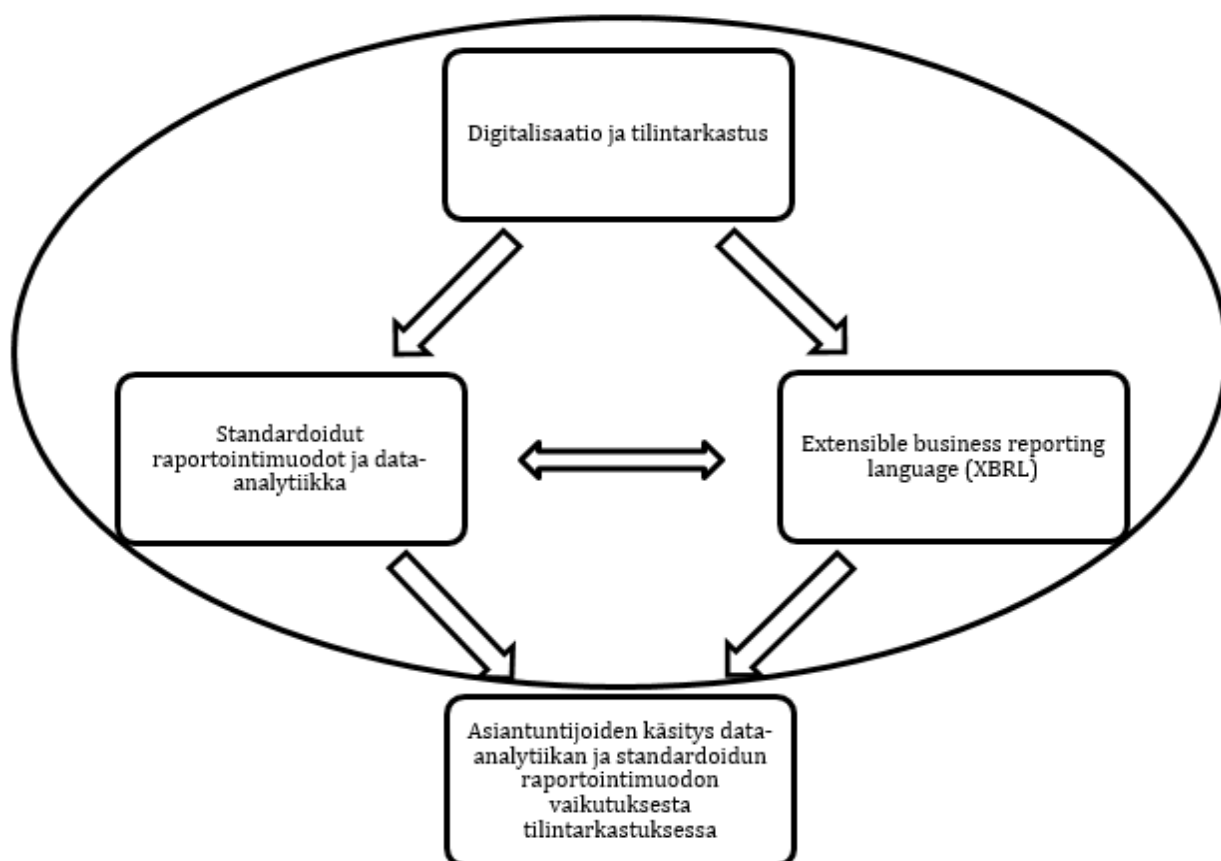 Digitalisaatio ja tilintarkastus
Standardoidut
raportointimuodot ja data-
analytiikka
Extensible business reporting
language (XBRL)
Asiantuntijoiden käsitys data-
analytiikan ja standardoidun
raportointimuodon
vaikutuksesta
tilintarkastuksessa